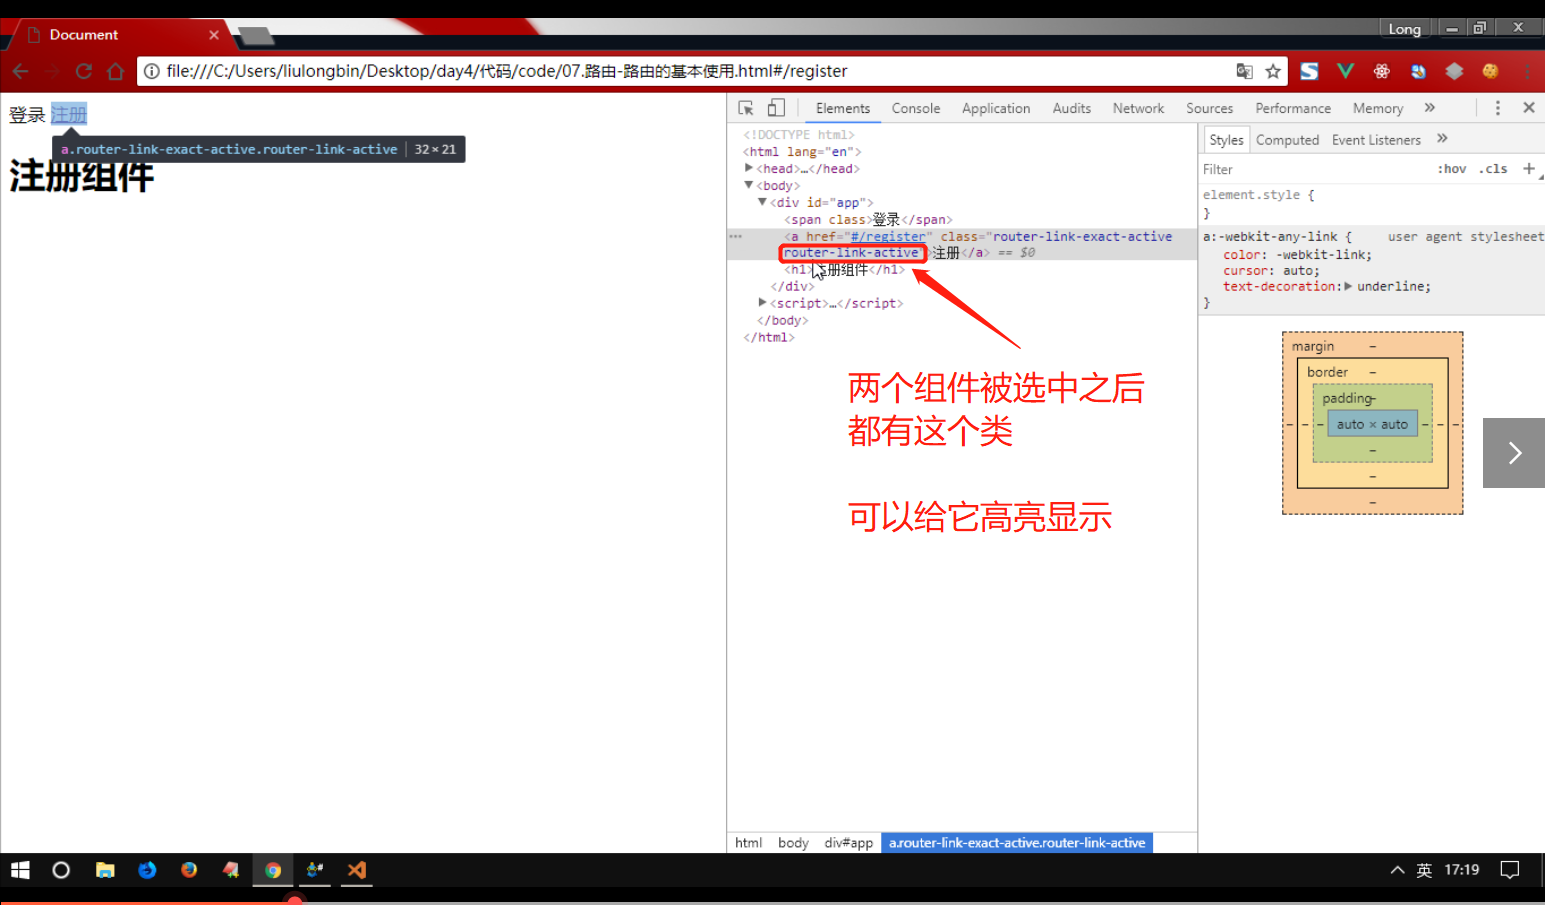 Document
Long
file:///C:/Users/liulongbin/Desktop/day4/代码/code/07.路由-路由的基本使用.html#/register
登录 注册
a.router-link-exact-active.router-link-active 32 × 21
注册组件
Elements Console Application Audits Network Sources Performance Memory »
<!DOCTYPE html>
<html lang="en">
<head>…</head>
<body>
<div id="app">
<span class>登录</span>
<a href="#/register" class="router-link-exact-active
router-link-active">注册</a> == $0
<h1>注册组件</h1>
</div>
<script>…</script>
</body>
</html>
两个组件被选中之后
都有这个类
可以给它高亮显示
html body div#app a.router-link-exact-active.router-link-active
Styles Computed Event Listeners »
Filter :hov .cls +
element.style {
}
a:-webkit-any-link { user agent stylesheet
color: -webkit-link;
cursor: auto;
text-decoration: underline;
}
margin –
border –
padding –
– – – auto × auto – – –
–
–
–
英 17:19